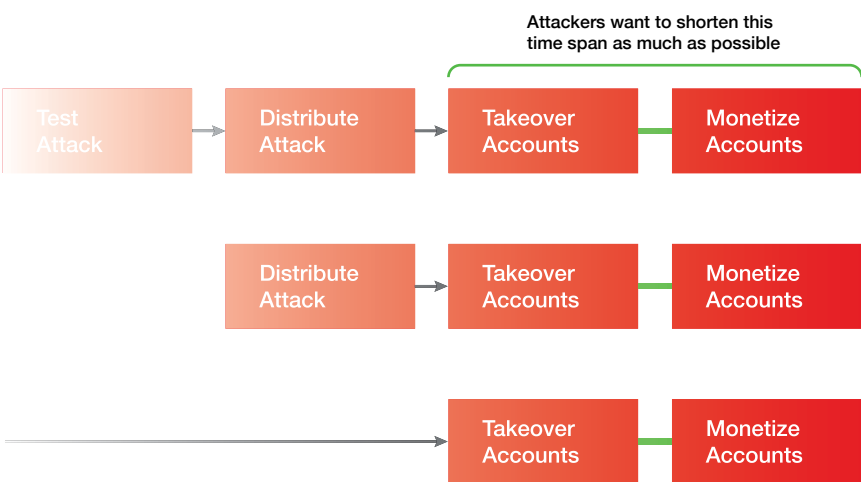 Attackers want to shorten this
time span as much as possible
Test
Attack
Distribute
Attack
Takeover
Accounts
Monetize
Accounts
Distribute
Attack
Takeover
Accounts
Monetize
Accounts
Takeover
Accounts
Monetize
Accounts